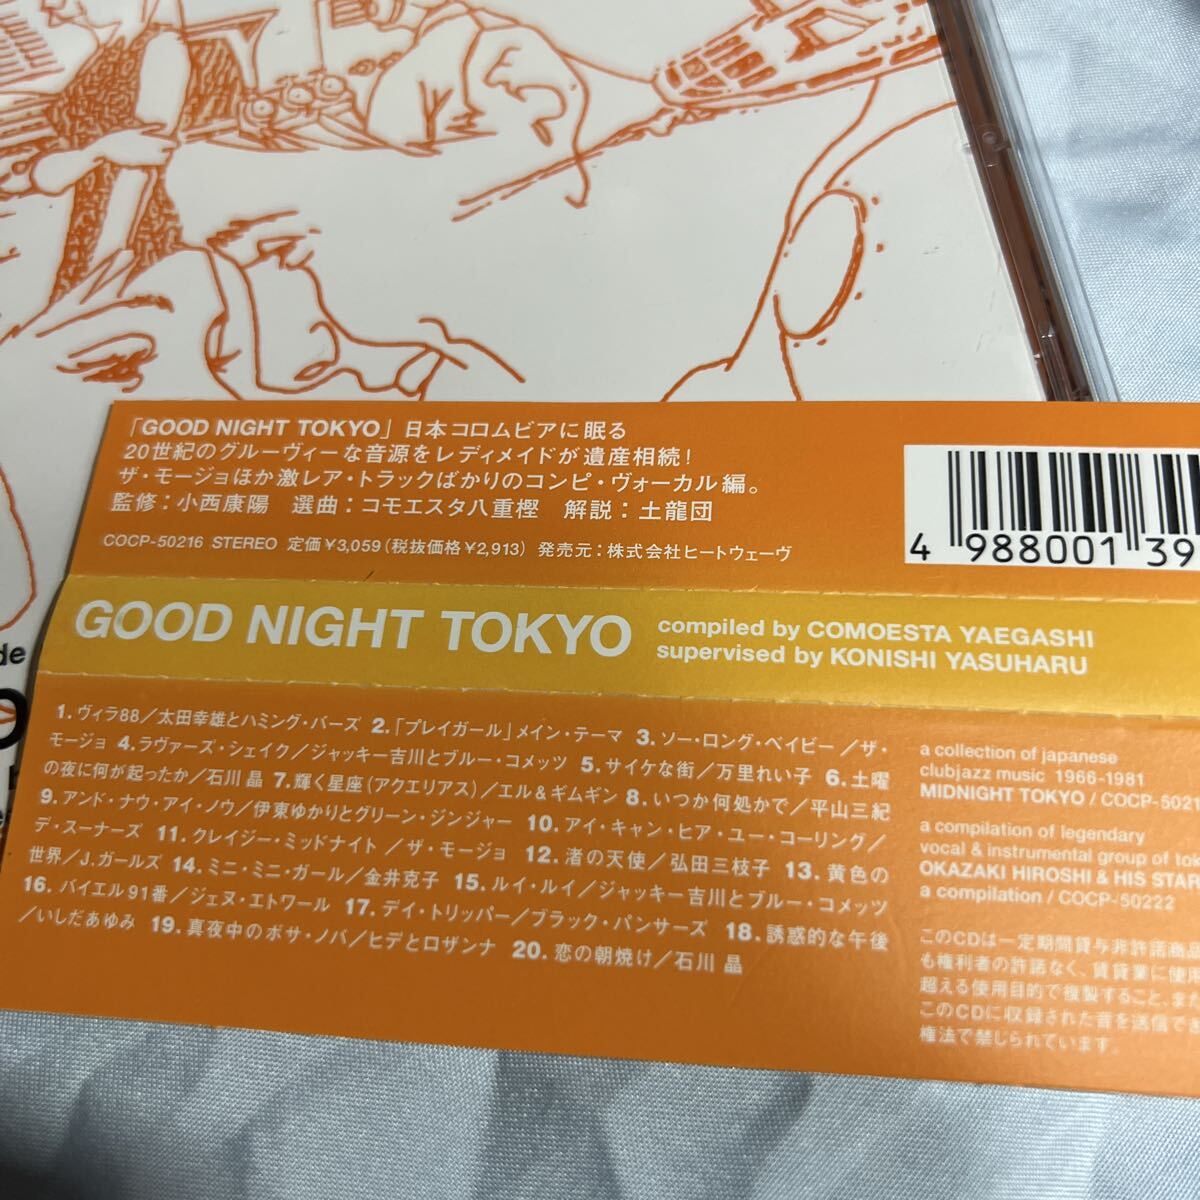 「GOOD NIGHT TOKYO」日本コロムビアに眠る
20世紀のグルーヴィーな音源をレディメイドが遺産相続!
ザ・モージョほか激レア・トラックばかりのコンピ・ヴォーカル編。
監修:小西康陽 選曲:コモエスタ八重樫 解説:土龍団
COCP-50216 STEREO 定価¥3,059(税抜価格¥2,913) 発売元:株式会社ヒートウェーヴ
4 988001 39
GOOD NIGHT TOKYO
compiled by COMOESTA YAEGASHI
supervised by KONISHI YASUHARU
de
1. ヴィラ88/太田幸雄とハミング・バーズ 2.「プレイガール」メイン・テーマ 3. ソー・ロング・ベイビー/ザ・
モージョ 4. ラヴァーズ・シェイク/ジャッキー吉川とブルー・コメッツ 5. サイケな街/万里れい子 6. 土曜
の夜に何が起ったか/石川 晶 7. 輝く星座(アクエリアス)/エル&ギムギン 8. いつか何処かで/平山三紀
9. アンド・ナウ・アイ・ノウ/伊東ゆかりとグリーン・ジンジャー 10. アイ・キャン・ヒア・ユー・コーリング/
デ・スーナーズ 11. クレイジー・ミッドナイト/ザ・モージョ 12. 渚の天使/弘田三枝子 13. 黄色の
世界/J.ガールズ 14. ミニ・ミニ・ガール/金井克子 15. ルイ・ルイ/ジャッキー吉川とブルー・コメッツ
16. バイエル91番/ジェヌ・エトワール 17. デイ・トリッパー/ブラック・パンサーズ 18. 誘惑的な午後
/いしだあゆみ 19. 真夜中のボサ・ノバ/ヒデとロザンナ 20. 恋の朝焼け/石川 晶
a collection of japanese
clubjazz music 1966-1981
MIDNIGHT TOKYO / COCP-5021
a compilation of legendary
vocal & instrumental group of to
OKAZAKI HIROSHI & HIS STAR
a compilation / COCP-50222
このCDは一定期間貸与非許諾商品
も権利者の許諾なく、賃貸業に使用
超える使用目的で複製すること、また
このCDに収録された音を送信で
権法で禁じられています。